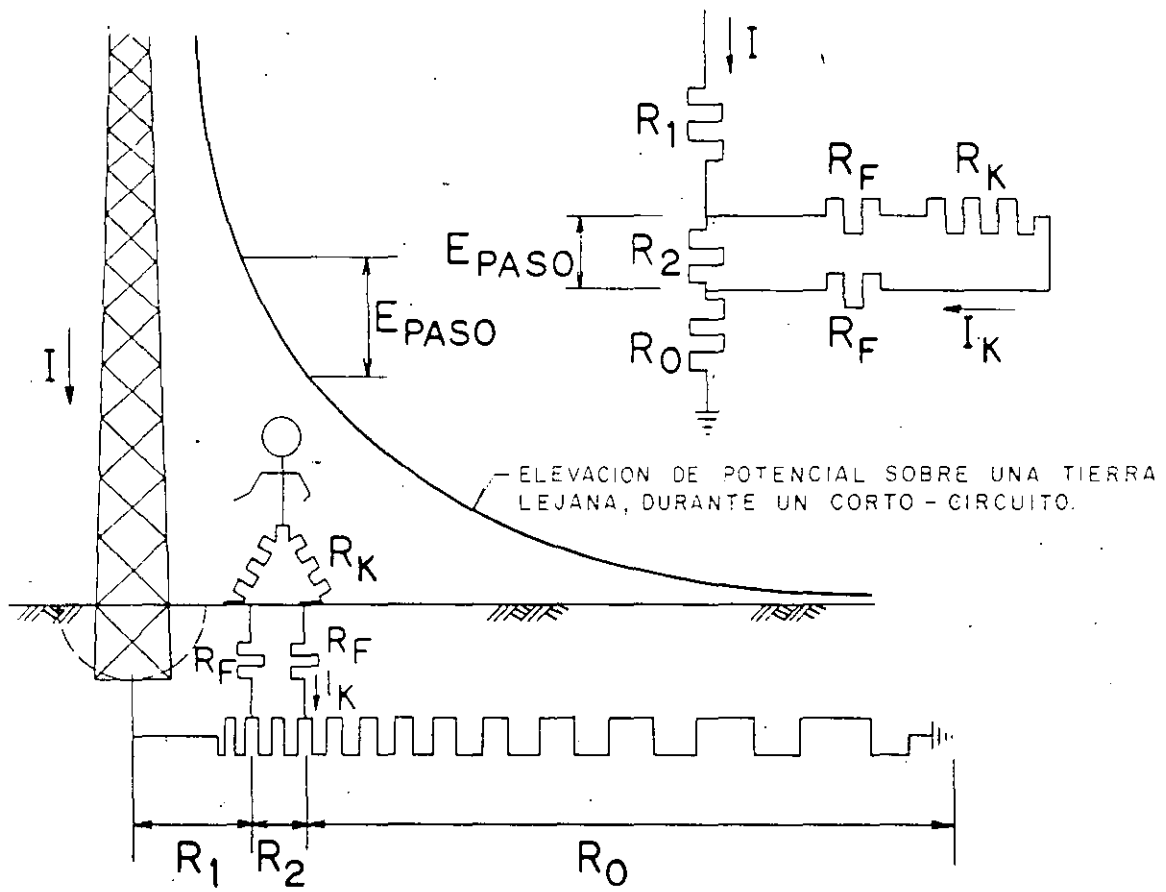 I
R1
RF
RK
EPASO
R2
EPASO
R0
RF
IK
I
ELEVACION DE POTENCIAL SOBRE UNA TIERRA
LEJANA, DURANTE UN CORTO-CIRCUITO.
RK
RF
RF
IK
R1
R2
R0